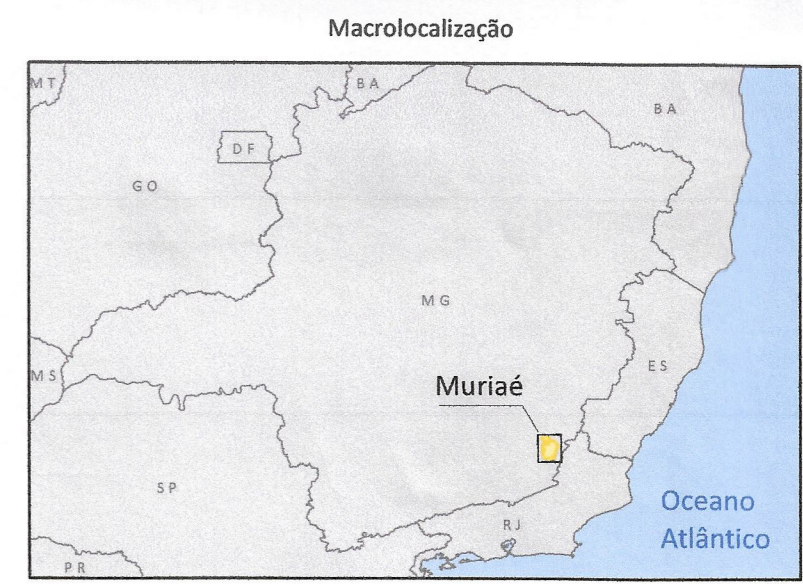 Macrolocalização
MT
BA
BA
DF
GO
MG
ES
MS
Muriaé
SP
Oceano
Atlântico
RJ
PR